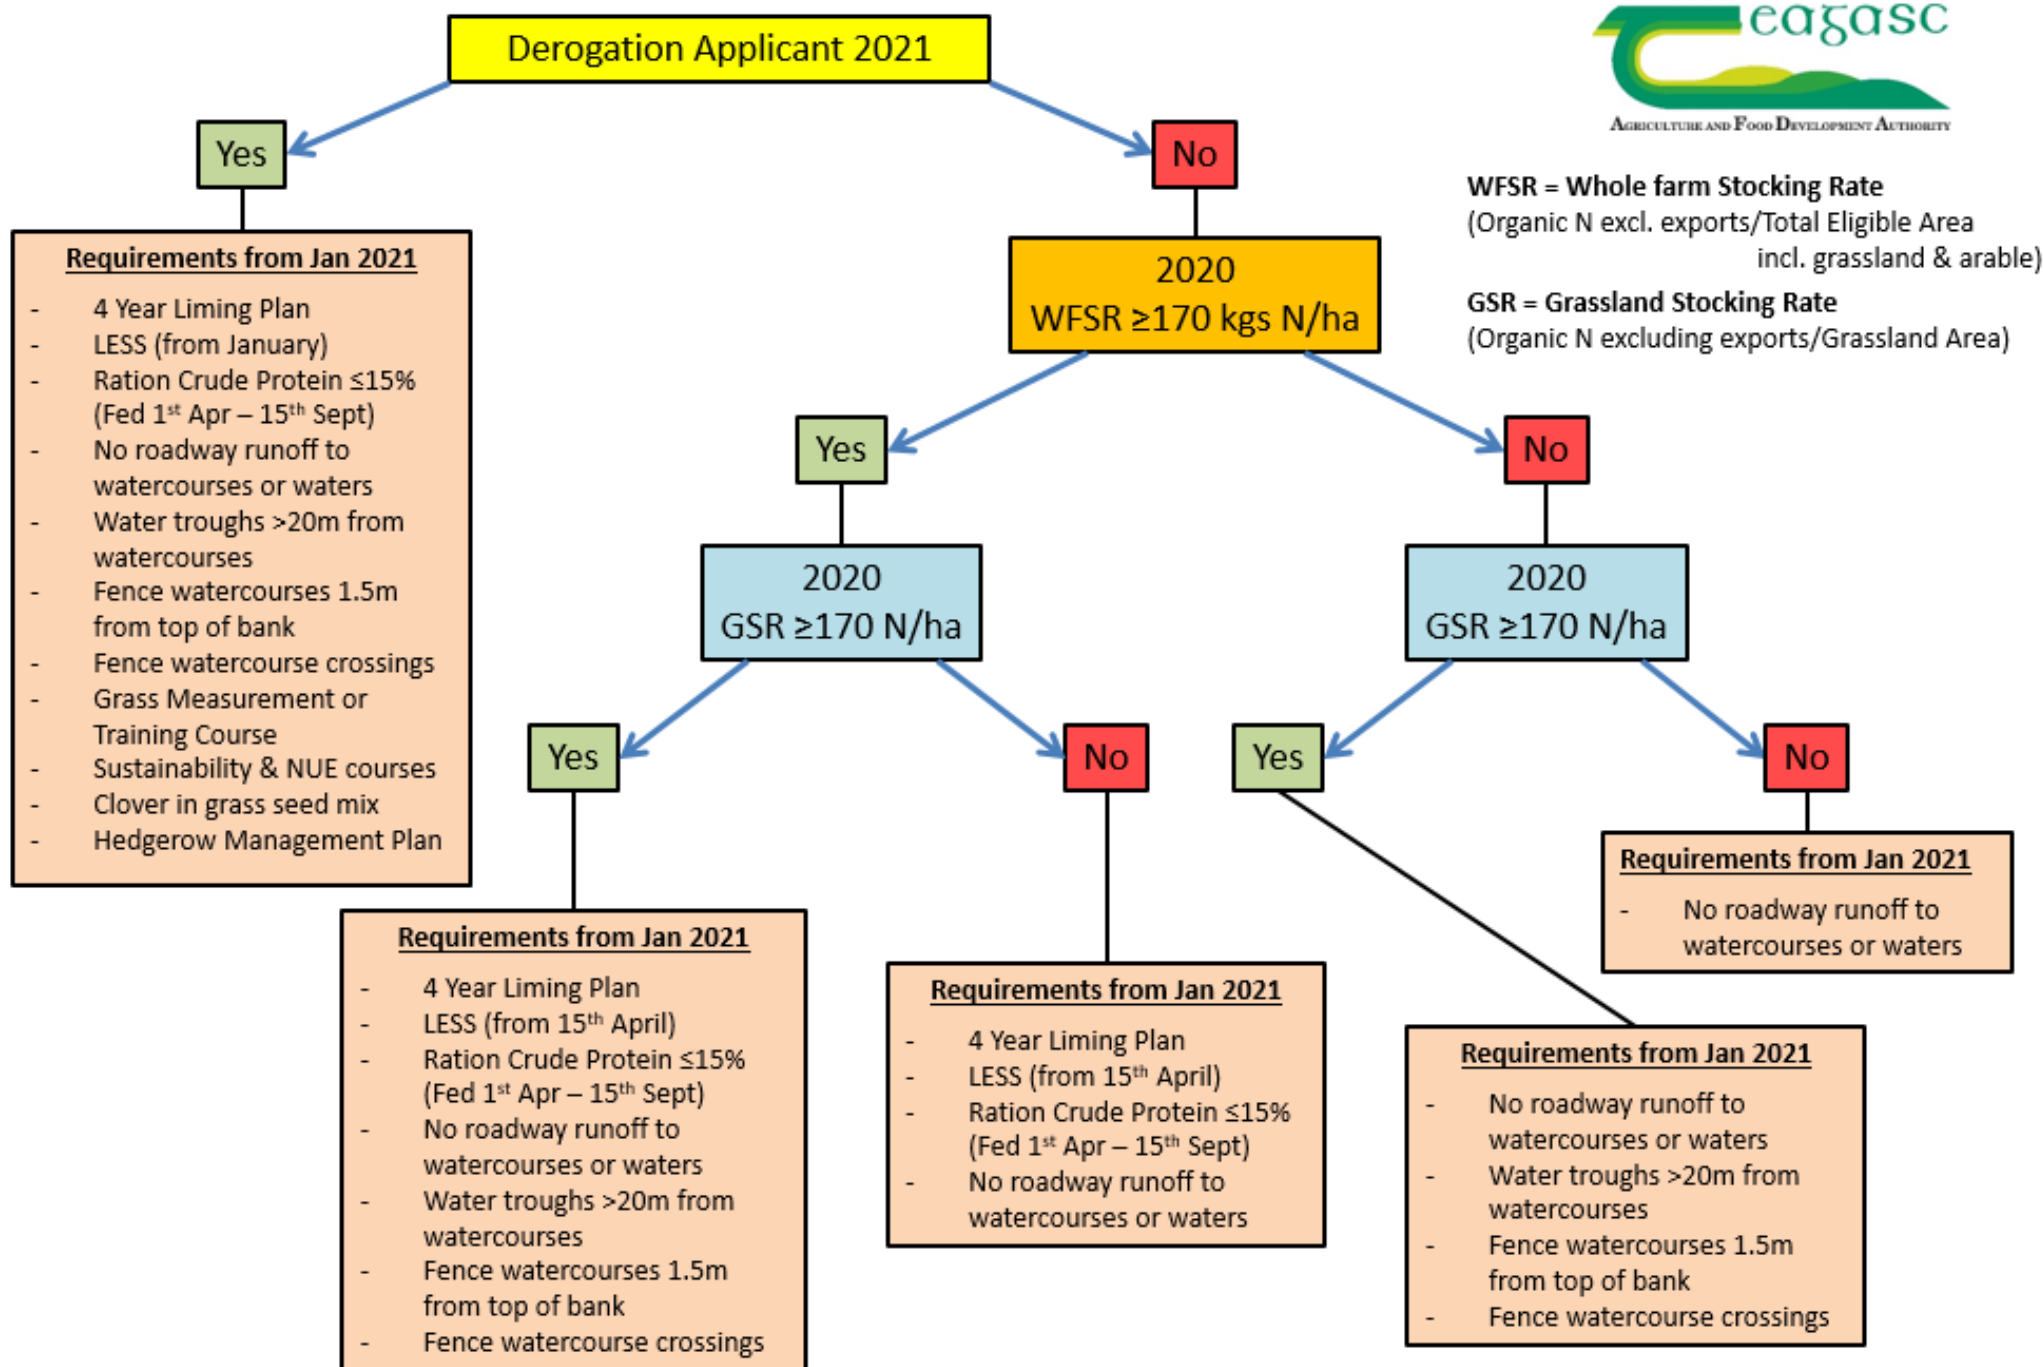 Derogation Applicant 2021
eagasc
AGRICULTURE AND FOOD DEVELOPMENT AUTHORITY
Yes
No
WFSR = Whole farm Stocking Rate
(Organic N excl. exports/Total Eligible Area
incl. grassland & arable)
GSR = Grassland Stocking Rate
(Organic N excluding exports/Grassland Area)
Requirements from Jan 2021
- 4 Year Liming Plan
- LESS (from January)
- Ration Crude Protein ≤15%
(Fed 1st Apr – 15th Sept)
- No roadway runoff to
watercourses or waters
- Water troughs >20m from
watercourses
- Fence watercourses 1.5m
from top of bank
- Fence watercourse crossings
- Grass Measurement or
Training Course
- Sustainability & NUE courses
- Clover in grass seed mix
- Hedgerow Management Plan
2020
WFSR ≥170 kgs N/ha
Yes
No
2020
GSR ≥170 N/ha
2020
GSR ≥170 N/ha
Yes
No
Yes
No
Requirements from Jan 2021
- 4 Year Liming Plan
- LESS (from 15th April)
- Ration Crude Protein ≤15%
(Fed 1st Apr – 15th Sept)
- No roadway runoff to
watercourses or waters
- Water troughs >20m from
watercourses
- Fence watercourses 1.5m
from top of bank
- Fence watercourse crossings
Requirements from Jan 2021
- 4 Year Liming Plan
- LESS (from 15th April)
- Ration Crude Protein ≤15%
(Fed 1st Apr – 15th Sept)
- No roadway runoff to
watercourses or waters
Requirements from Jan 2021
- No roadway runoff to
watercourses or waters
- Water troughs >20m from
watercourses
- Fence watercourses 1.5m
from top of bank
- Fence watercourse crossings
Requirements from Jan 2021
- No roadway runoff to
watercourses or waters